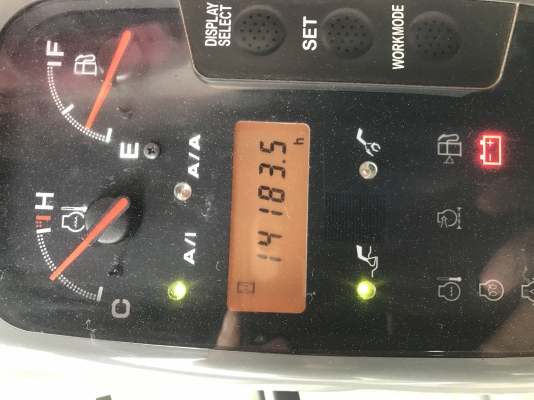 DISPLAY
SELECT
SET
WORKMODE
F
E
A/A
A/I
H
C
14183.5 h